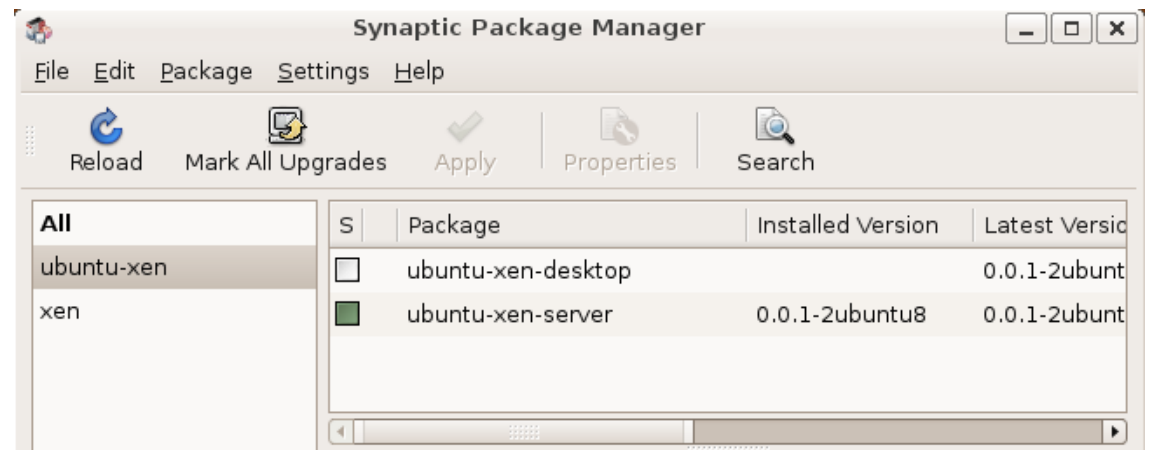 Synaptic Package Manager
File Edit Package Settings Help
Reload Mark All Upgrades Apply Properties Search
All
ubuntu-xen
xen
S Package Installed Version Latest Versic
ubuntu-xen-desktop 0.0.1-2ubunt
ubuntu-xen-server 0.0.1-2ubuntu8 0.0.1-2ubunt